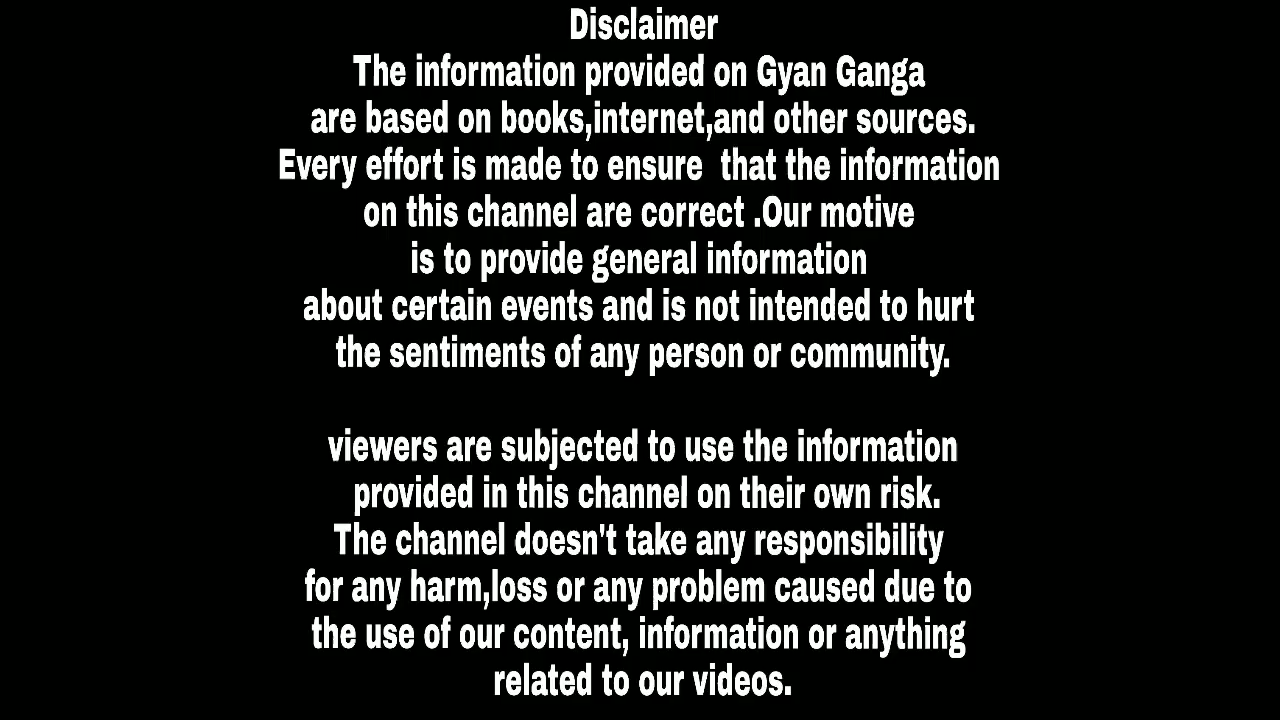 Disclaimer
The information provided on Gyan Ganga
are based on books,internet,and other sources.
Every effort is made to ensure  that the information
on this channel are correct .Our motive
is to provide general information
about certain events and is not intended to hurt
the sentiments of any person or community.
viewers are subjected to use the information
provided in this channel on their own risk.
The channel doesn't take any responsibility
for any harm,loss or any problem caused due to
the use of our content, information or anything
related to our videos.